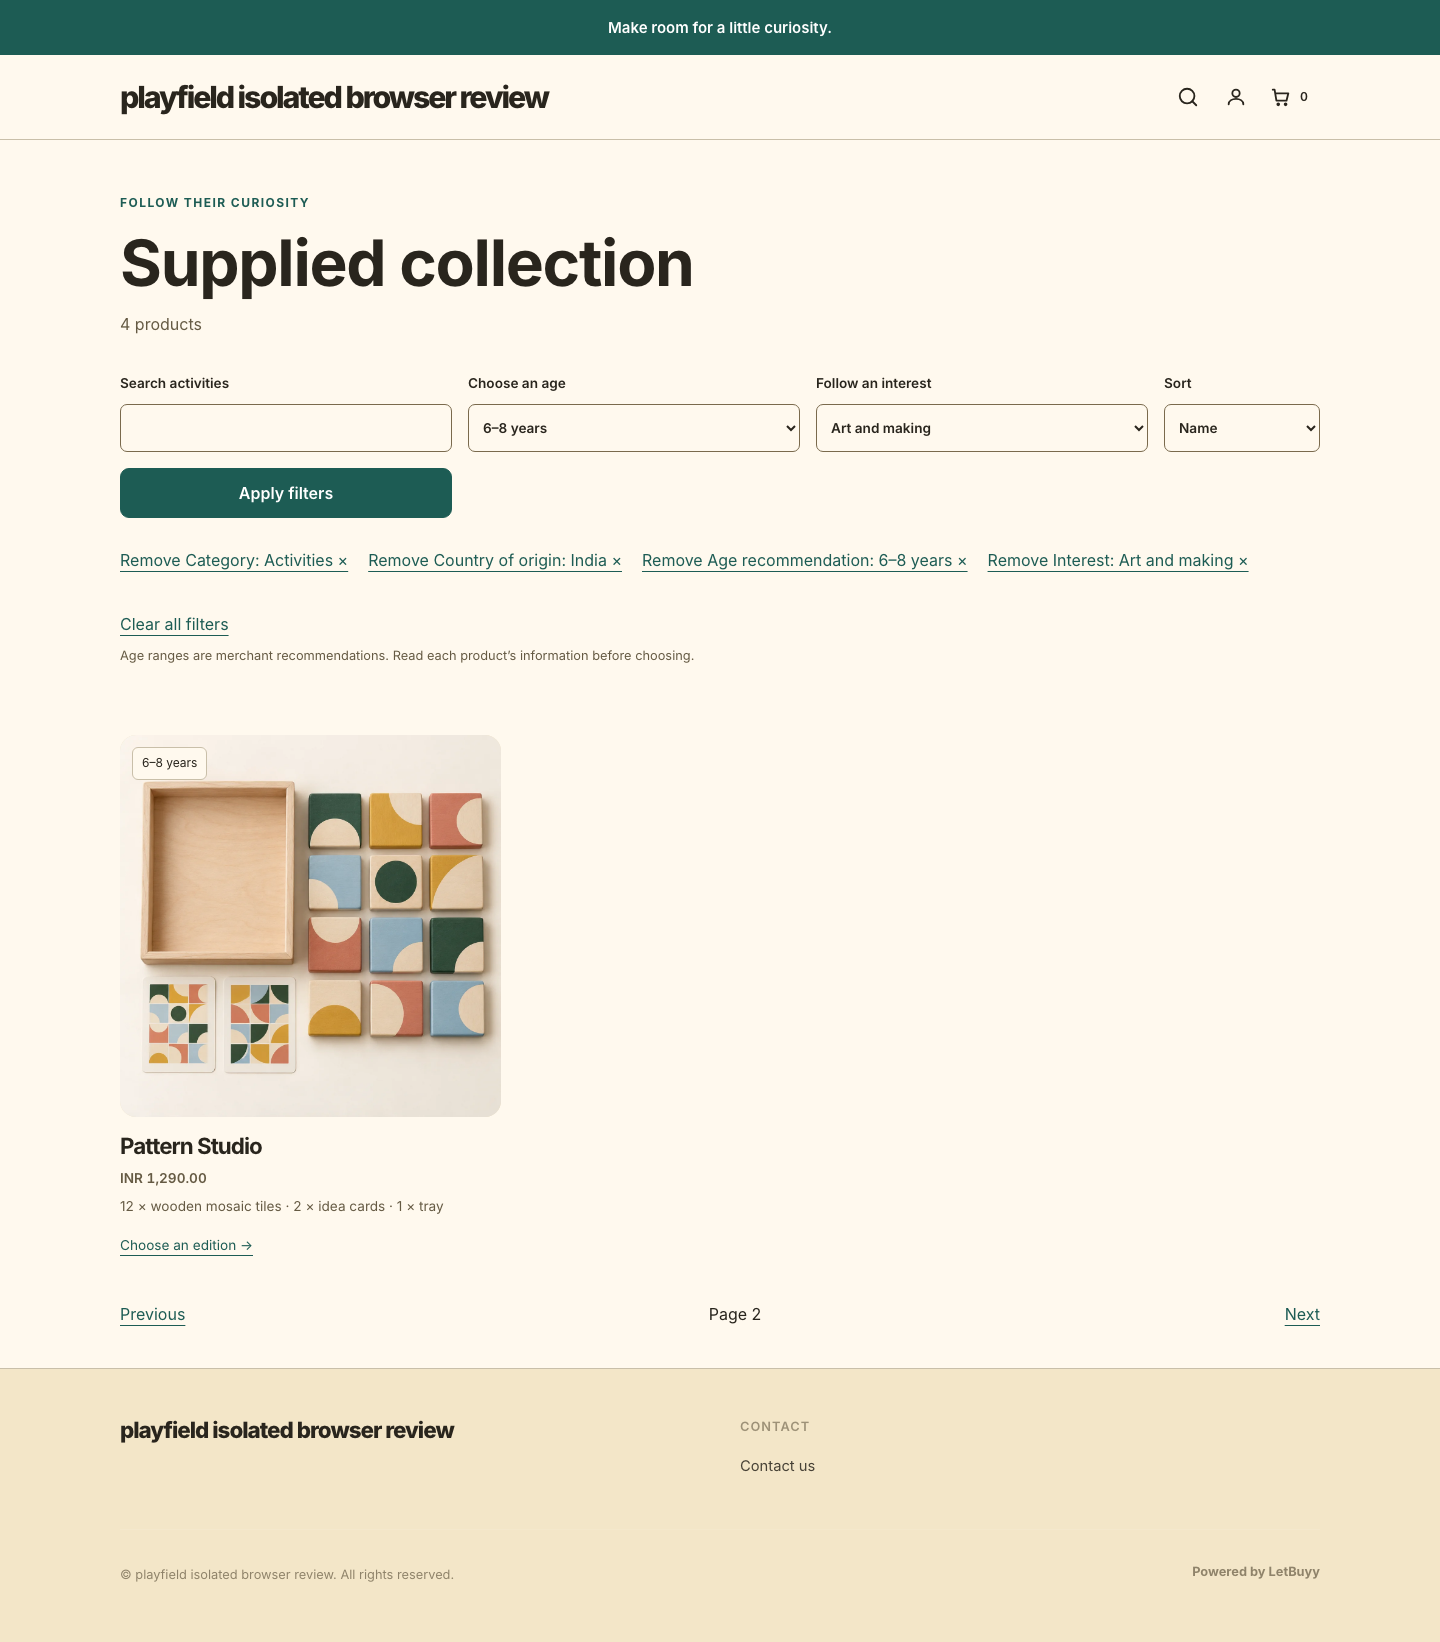 Make room for a little curiosity.
playfield isolated browser review
0
FOLLOW THEIR CURIOSITY
Supplied collection
4 products
Search activities
Choose an age
Follow an interest
Sort
6–8 years
Art and making
Name
Apply filters
Remove Category: Activities ×
Remove Country of origin: India ×
Remove Age recommendation: 6–8 years ×
Remove Interest: Art and making ×
Clear all filters
Age ranges are merchant recommendations. Read each product’s information before choosing.
6–8 years
Pattern Studio
INR 1,290.00
12 × wooden mosaic tiles · 2 × idea cards · 1 × tray
Choose an edition →
Previous
Page 2
Next
playfield isolated browser review
CONTACT
Contact us
© playfield isolated browser review. All rights reserved.
Powered by LetBuyy